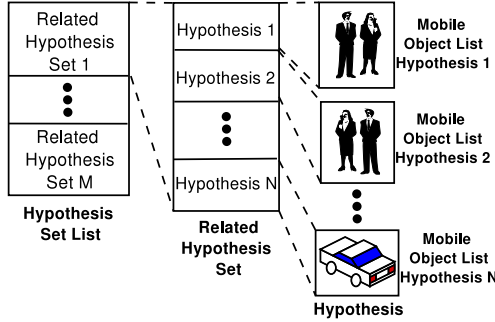 Related
Hypothesis
Set 1
Related
Hypothesis
Set M
Hypothesis
Set List
Hypothesis 1
Hypothesis 2
Hypothesis N
Related
Hypothesis
Set
Mobile
Object List
Hypothesis 1
Mobile
Object List
Hypothesis 2
Mobile
Object List
Hypothesis N
Hypothesis